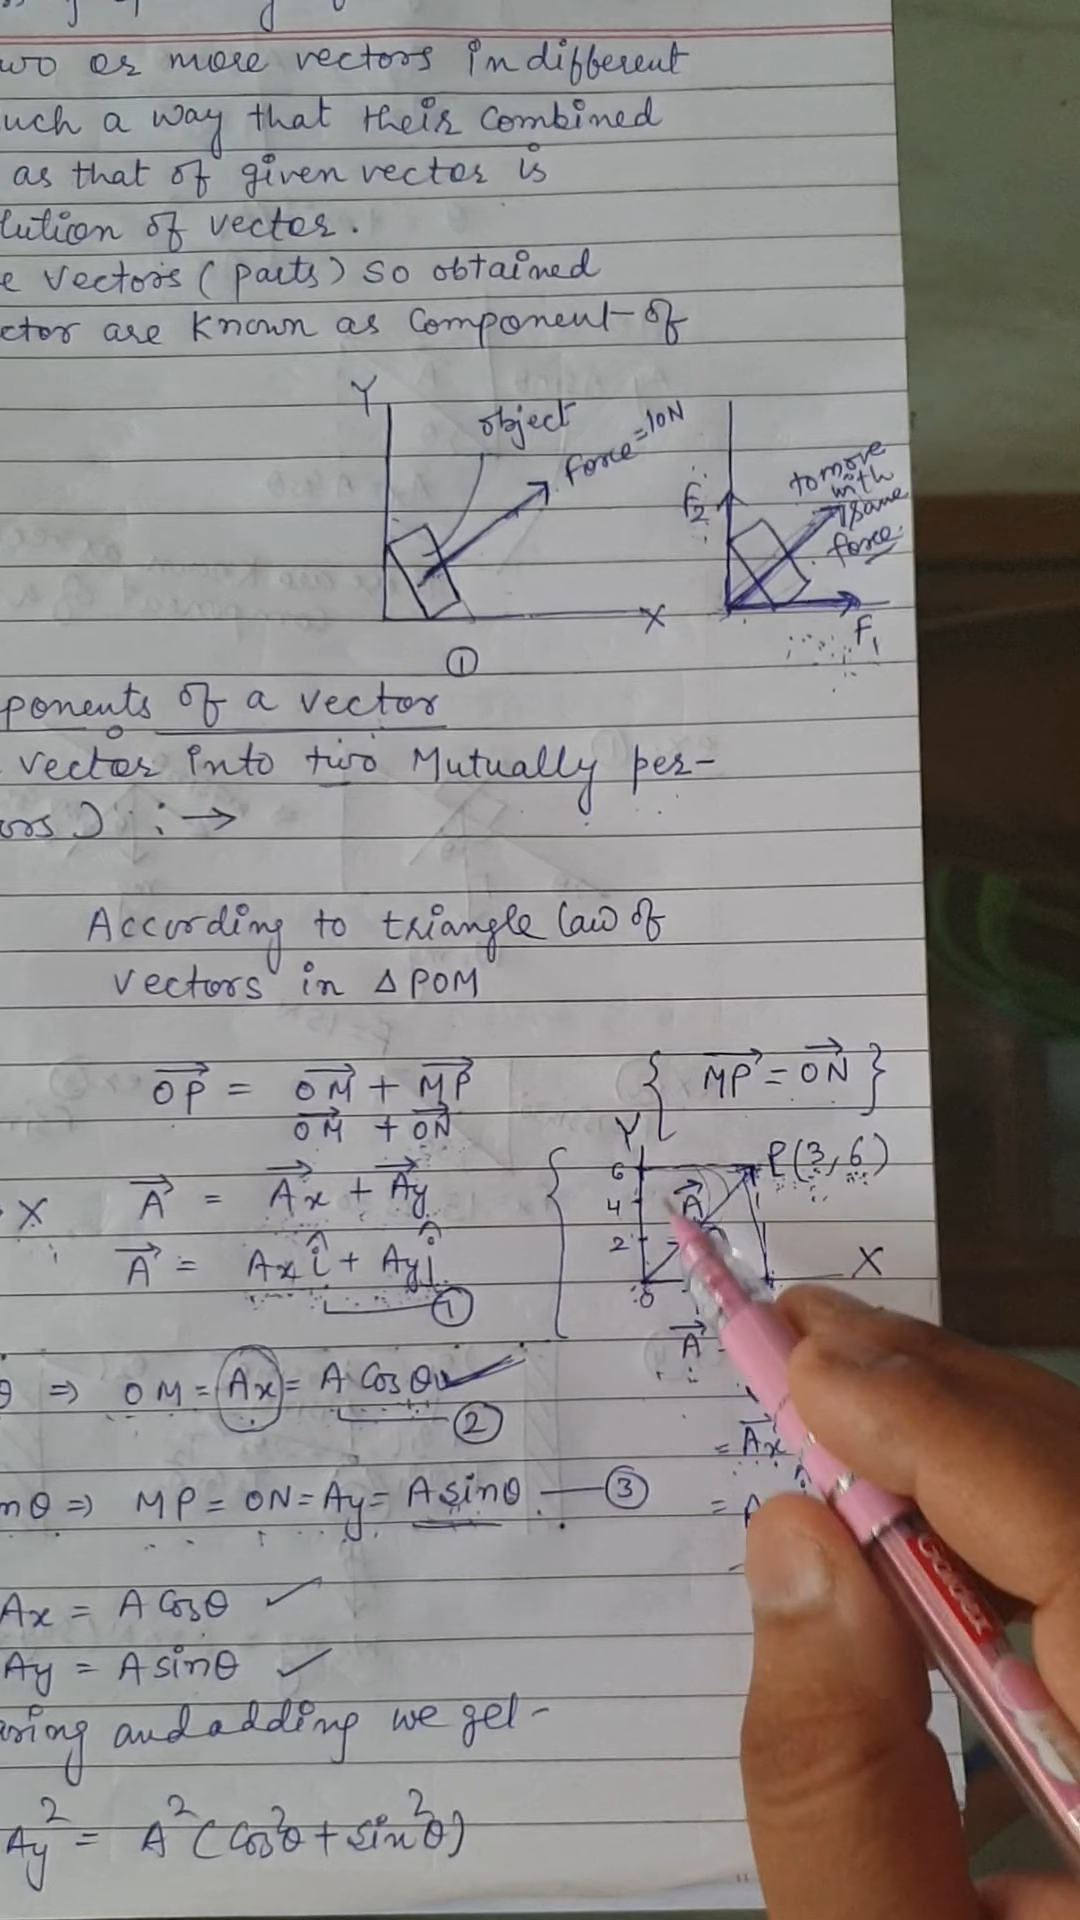 wo or more vectors in different
uch a way that their combined
as that of given vector is
lution of vector.
e vectors (parts) so obtained
ctor are known as component of
Y
object
force = 10N
X
①
F2
to move
with
same
force.
F1
ponents of a vector
vector into two Mutually per-
ors) :→
According to triangle law of
vectors in ΔPOM
OP⃗ = OM⃗ + MP⃗
{ MP⃗ = ON⃗ }
OM⃗ + ON⃗
X A⃗ = Ax⃗ + Ay⃗
A⃗ = Ax î + Ay ĵ ①
Y
6
4
2
O
A⃗
P(3,6)
X
A⃗
= Ax⃗
= A
θ ⇒ OM = Ax = A cosθ ②
nθ ⇒ MP = ON = Ay = A sinθ — ③
Ax = A Cosθ ✓
Ay = A sinθ ✓
aring and adding we get-
Ay² = A² (Cos²θ + sin²θ)
Goldex